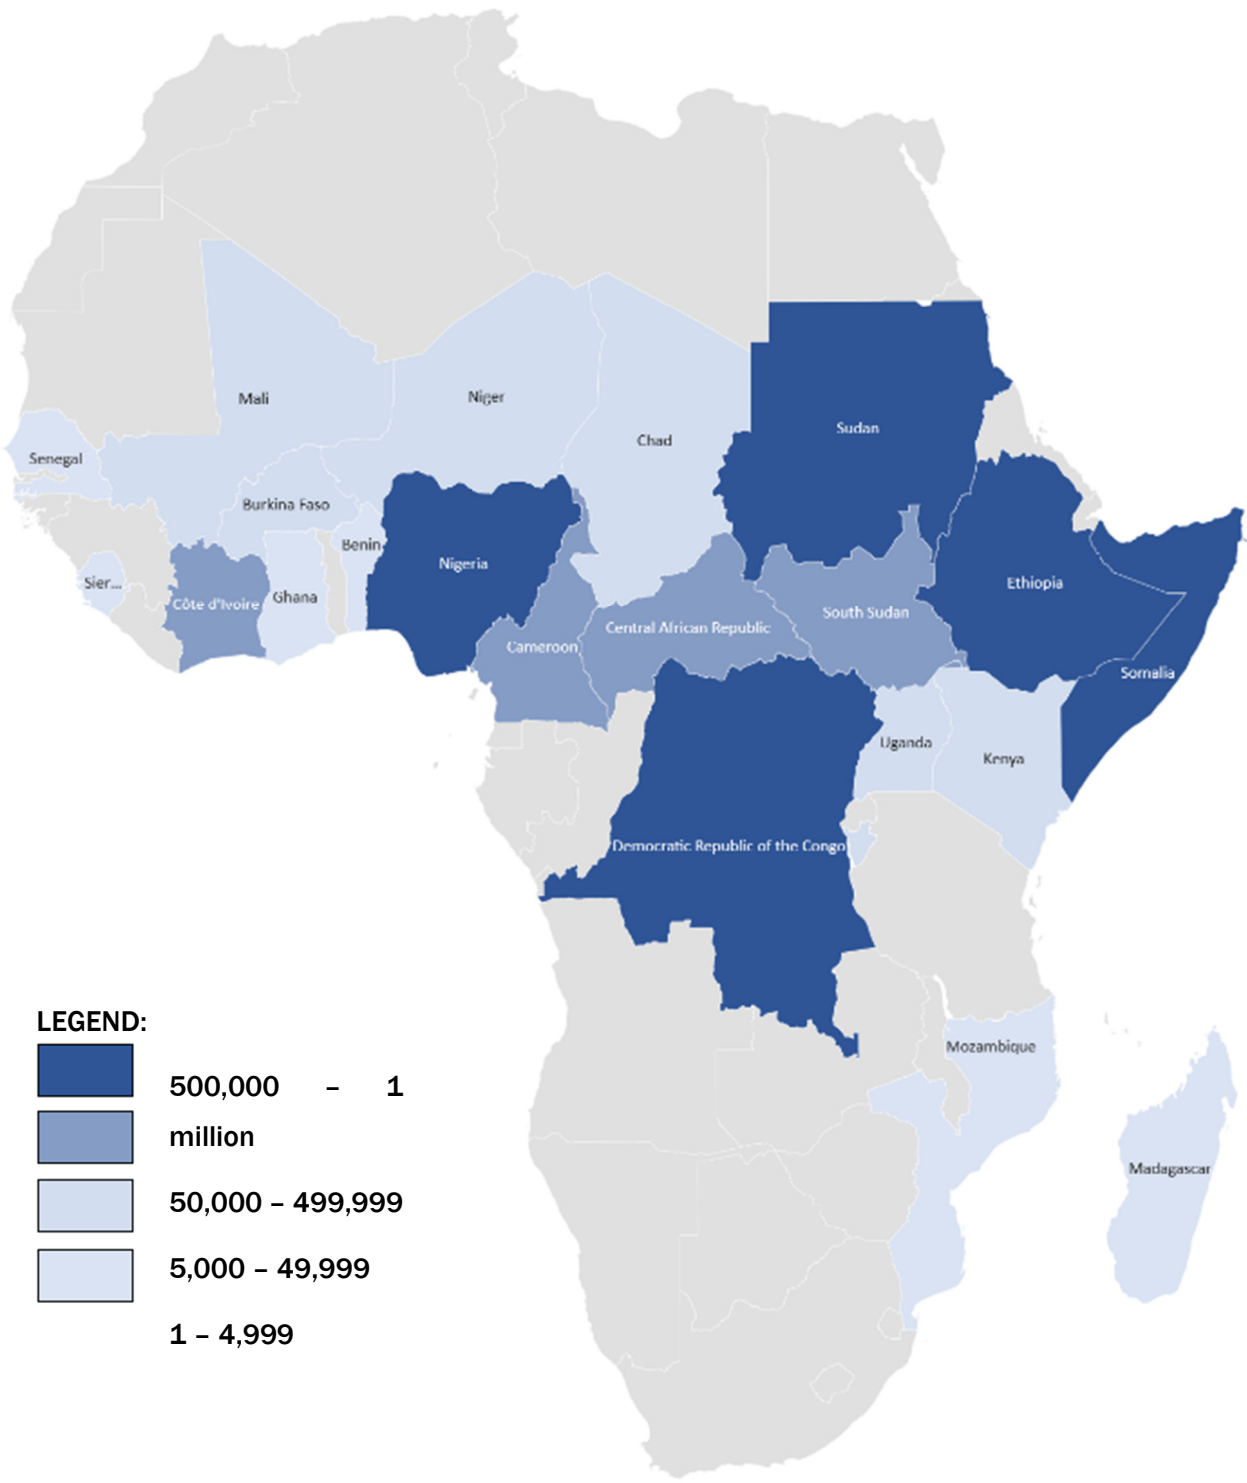 Mali
Niger
Chad
Sudan
Senegal
Burkina Faso
Benin
Nigeria
Ethiopia
Sier...
Côte d'Ivoire
Ghana
South Sudan
Central African Republic
Cameroon
Somalia
Uganda
Kenya
Democratic Republic of the Congo
Mozambique
Madagascar
LEGEND:
500,000 – 1
million
50,000 – 499,999
5,000 – 49,999
1 – 4,999